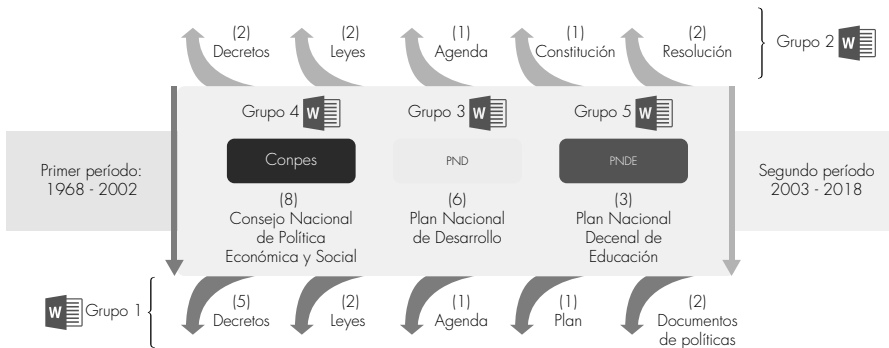 (2)
Decretos
(2)
Leyes
(1)
Agenda
(1)
Constitución
(2)
Resolución
Grupo 2
W
Grupo 4
W
Grupo 3
W
Grupo 5
W
Primer período:
1968 - 2002
Conpes
PND
PNDE
Segundo período
2003 - 2018
(8)
Consejo Nacional
de Política
Económica y Social
(6)
Plan Nacional
de Desarrollo
(3)
Plan Nacional
Decenal de
Educación
W
Grupo 1
(5)
Decretos
(2)
Leyes
(1)
Agenda
(1)
Plan
(2)
Documentos
de políticas